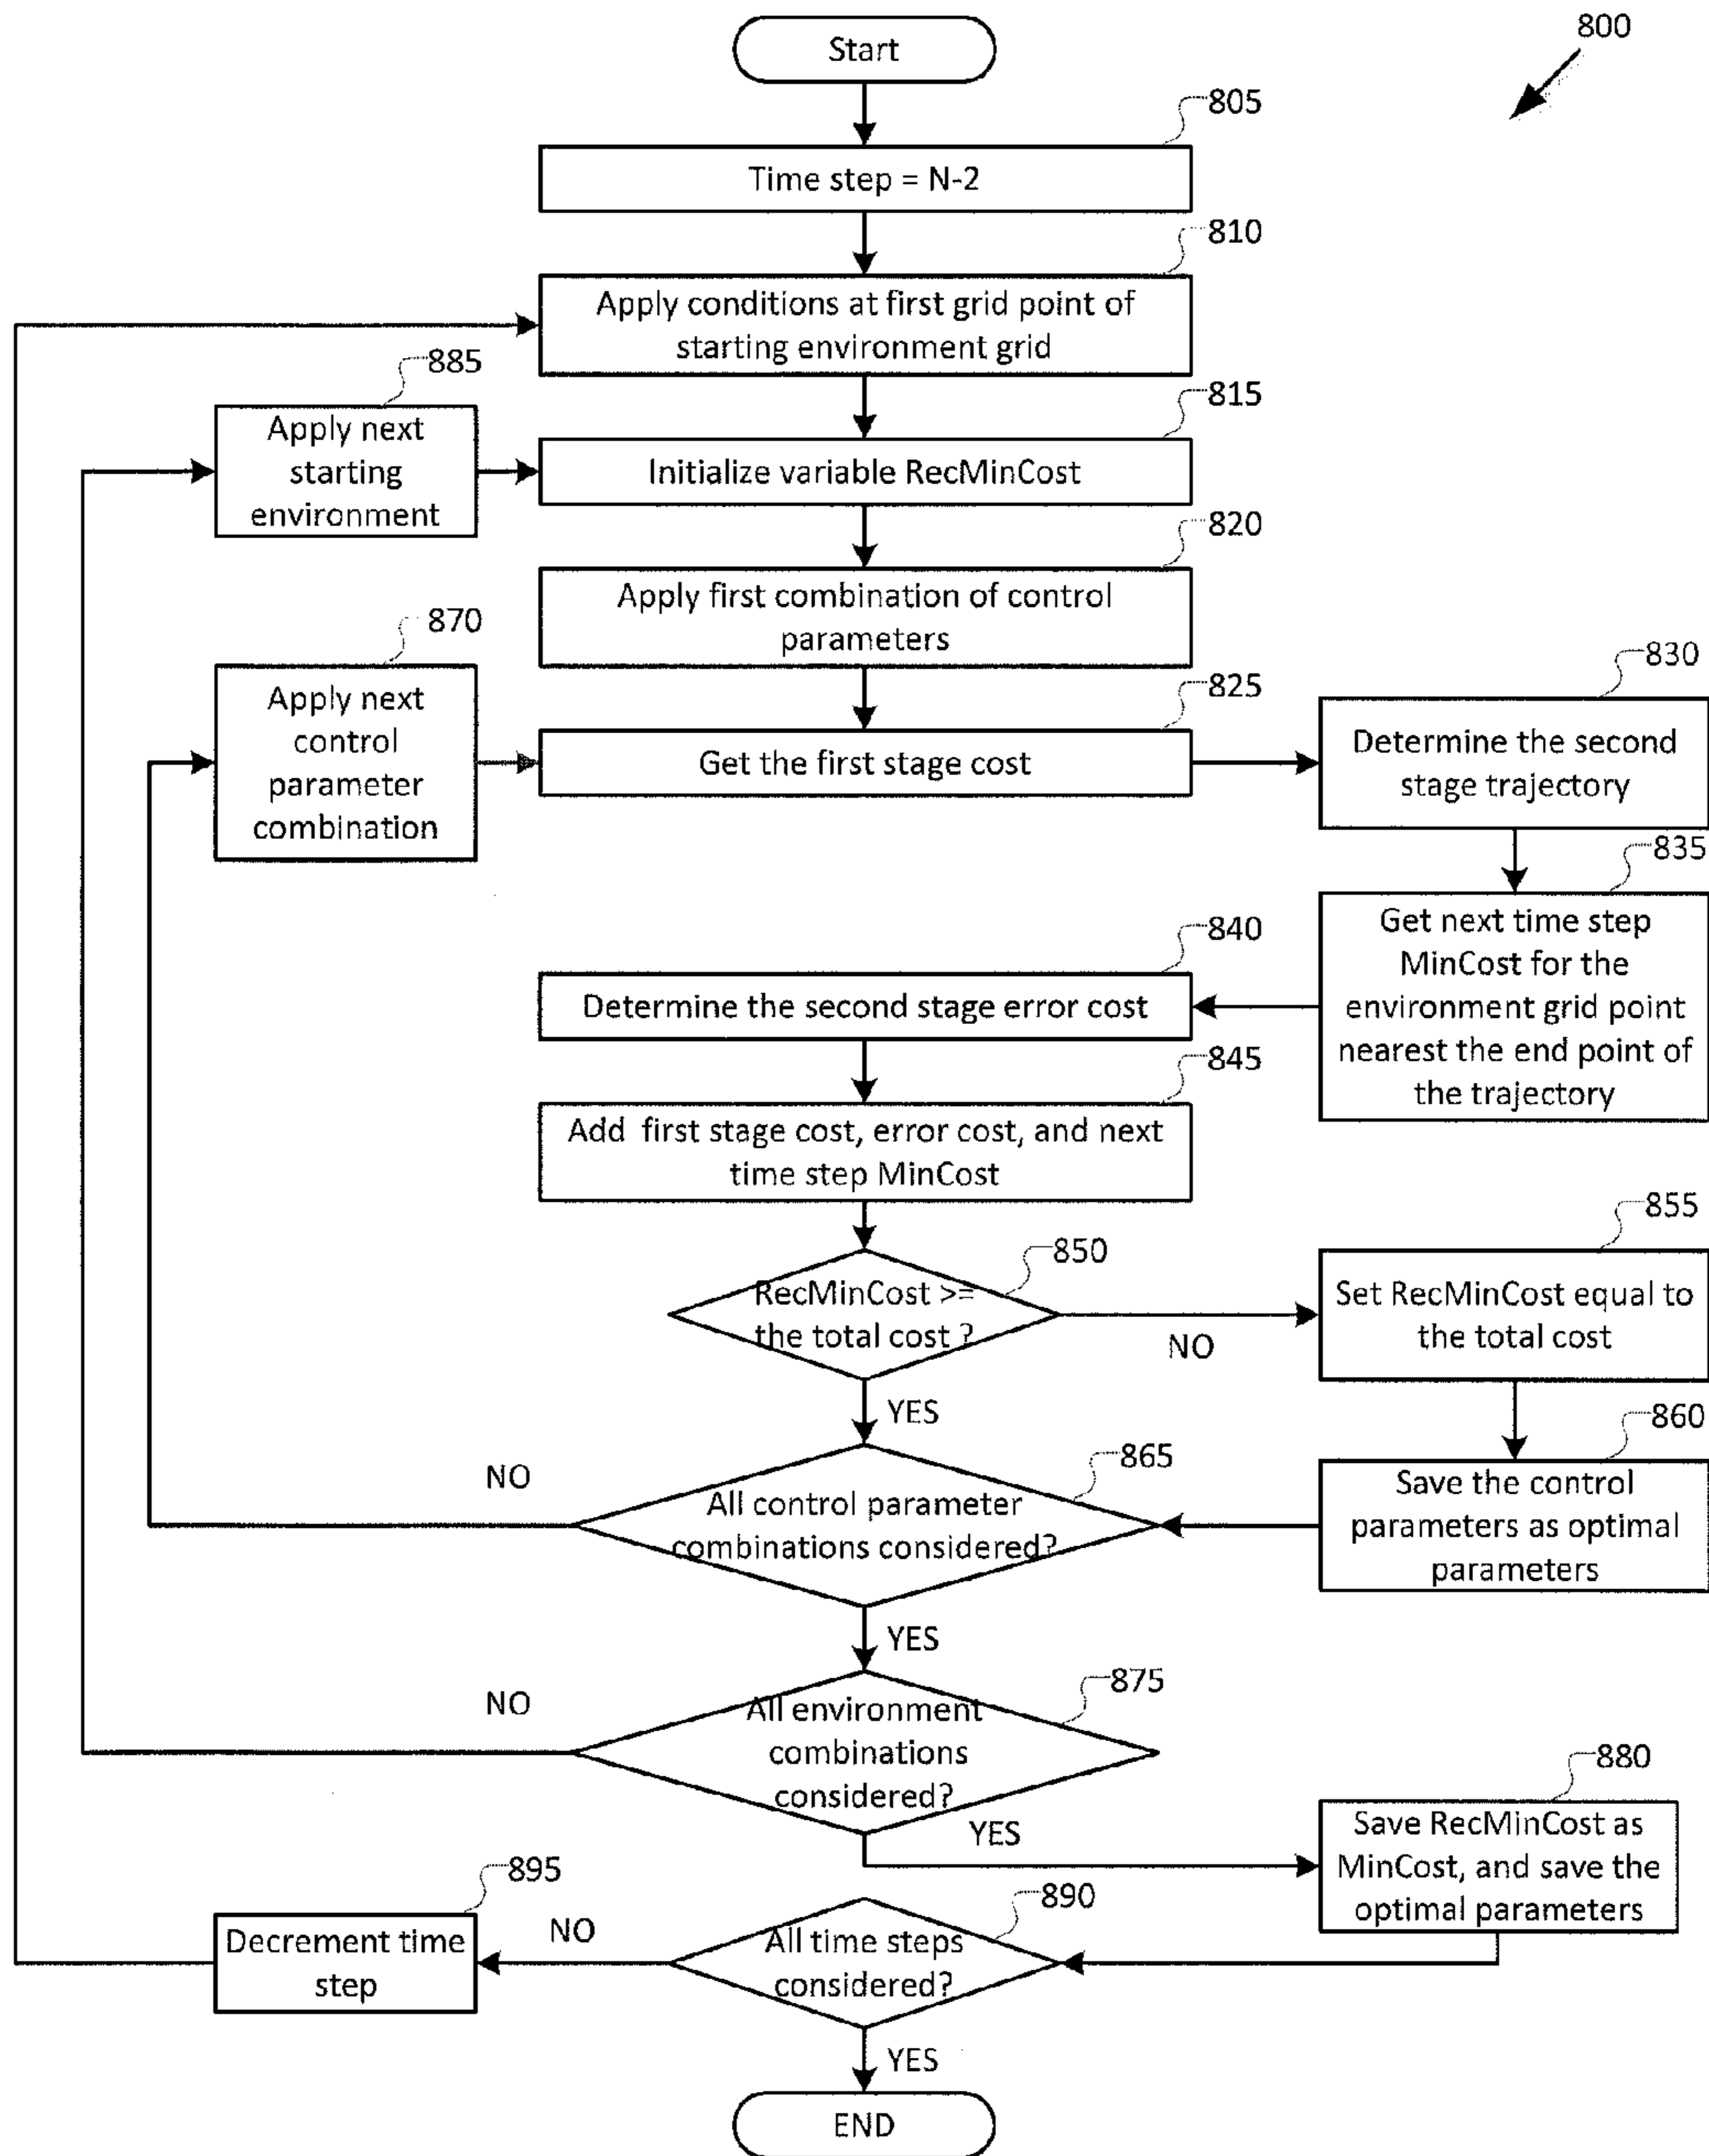 Start
800
805
Time step = N-2
810
Apply conditions at first grid point of
starting environment grid
885
Apply next
starting
environment
815
Initialize variable RecMinCost
820
Apply first combination of control
parameters
870
Apply next
control
parameter
combination
825
Get the first stage cost
830
Determine the second
stage trajectory
835
Get next time step
MinCost for the
environment grid point
nearest the end point of
the trajectory
840
Determine the second stage error cost
845
Add first stage cost, error cost, and next
time step MinCost
850
RecMinCost >=
the total cost ?
NO
855
Set RecMinCost equal to
the total cost
YES
860
Save the control
parameters as optimal
parameters
865
All control parameter
combinations considered?
NO
YES
875
All environment
combinations
considered?
NO
YES
880
Save RecMinCost as
MinCost, and save the
optimal parameters
890
All time steps
considered?
NO
895
Decrement time
step
YES
END